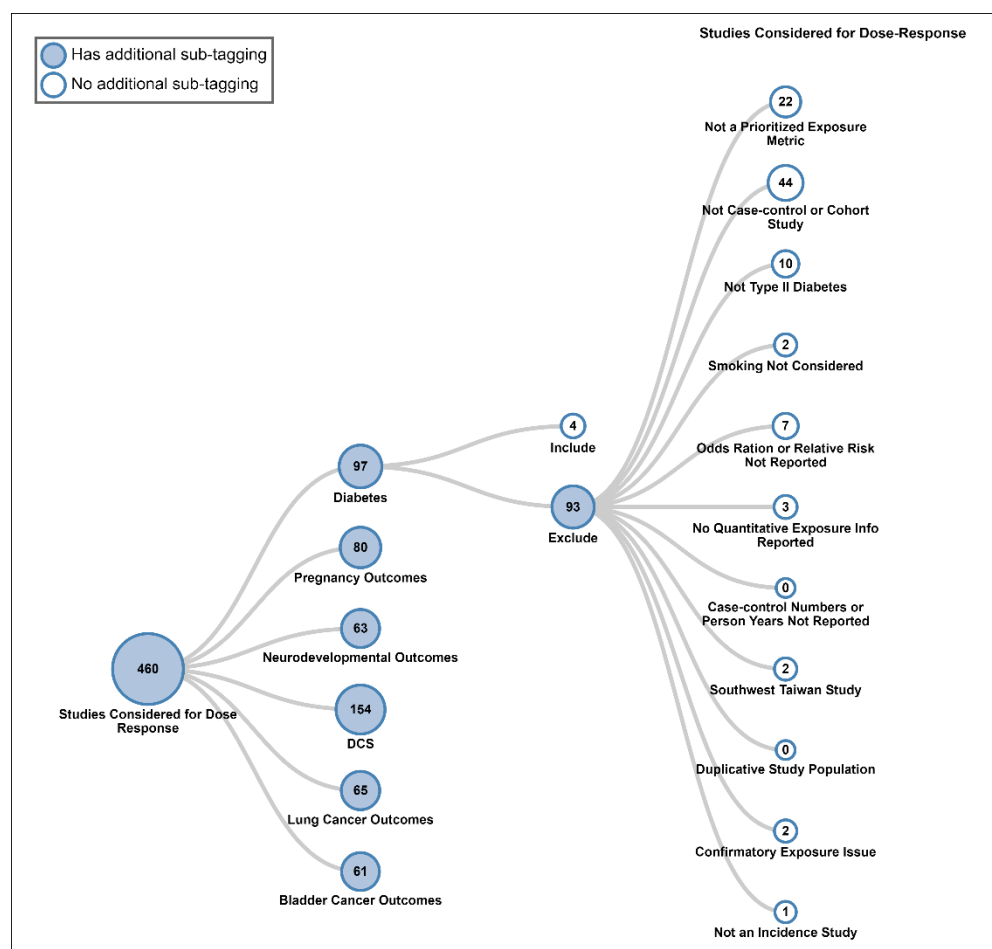 Studies Considered for Dose-Response
Has additional sub-tagging
No additional sub-tagging
22
Not a Prioritized Exposure
Metric
44
Not Case-control or Cohort
Study
10
Not Type II Diabetes
2
Smoking Not Considered
4
Include
7
Odds Ration or Relative Risk
Not Reported
97
Diabetes
93
Exclude
3
No Quantitative Exposure Info
Reported
80
Pregnancy Outcomes
0
Case-control Numbers or
Person Years Not Reported
63
Neurodevelopmental Outcomes
460
Studies Considered for Dose
Response
2
Southwest Taiwan Study
154
DCS
0
Duplicative Study Population
65
Lung Cancer Outcomes
2
Confirmatory Exposure Issue
61
Bladder Cancer Outcomes
1
Not an Incidence Study